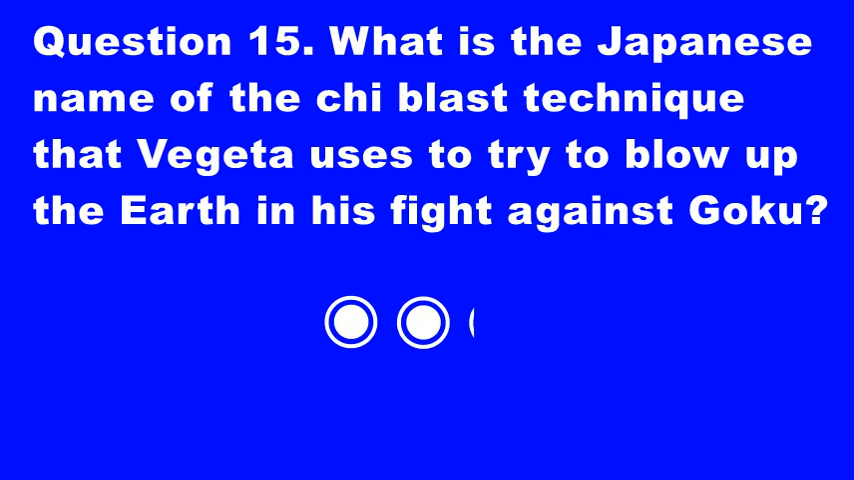 Question 15. What is the Japanese
name of the chi blast technique
that Vegeta uses to try to blow up
the Earth in his fight against Goku?